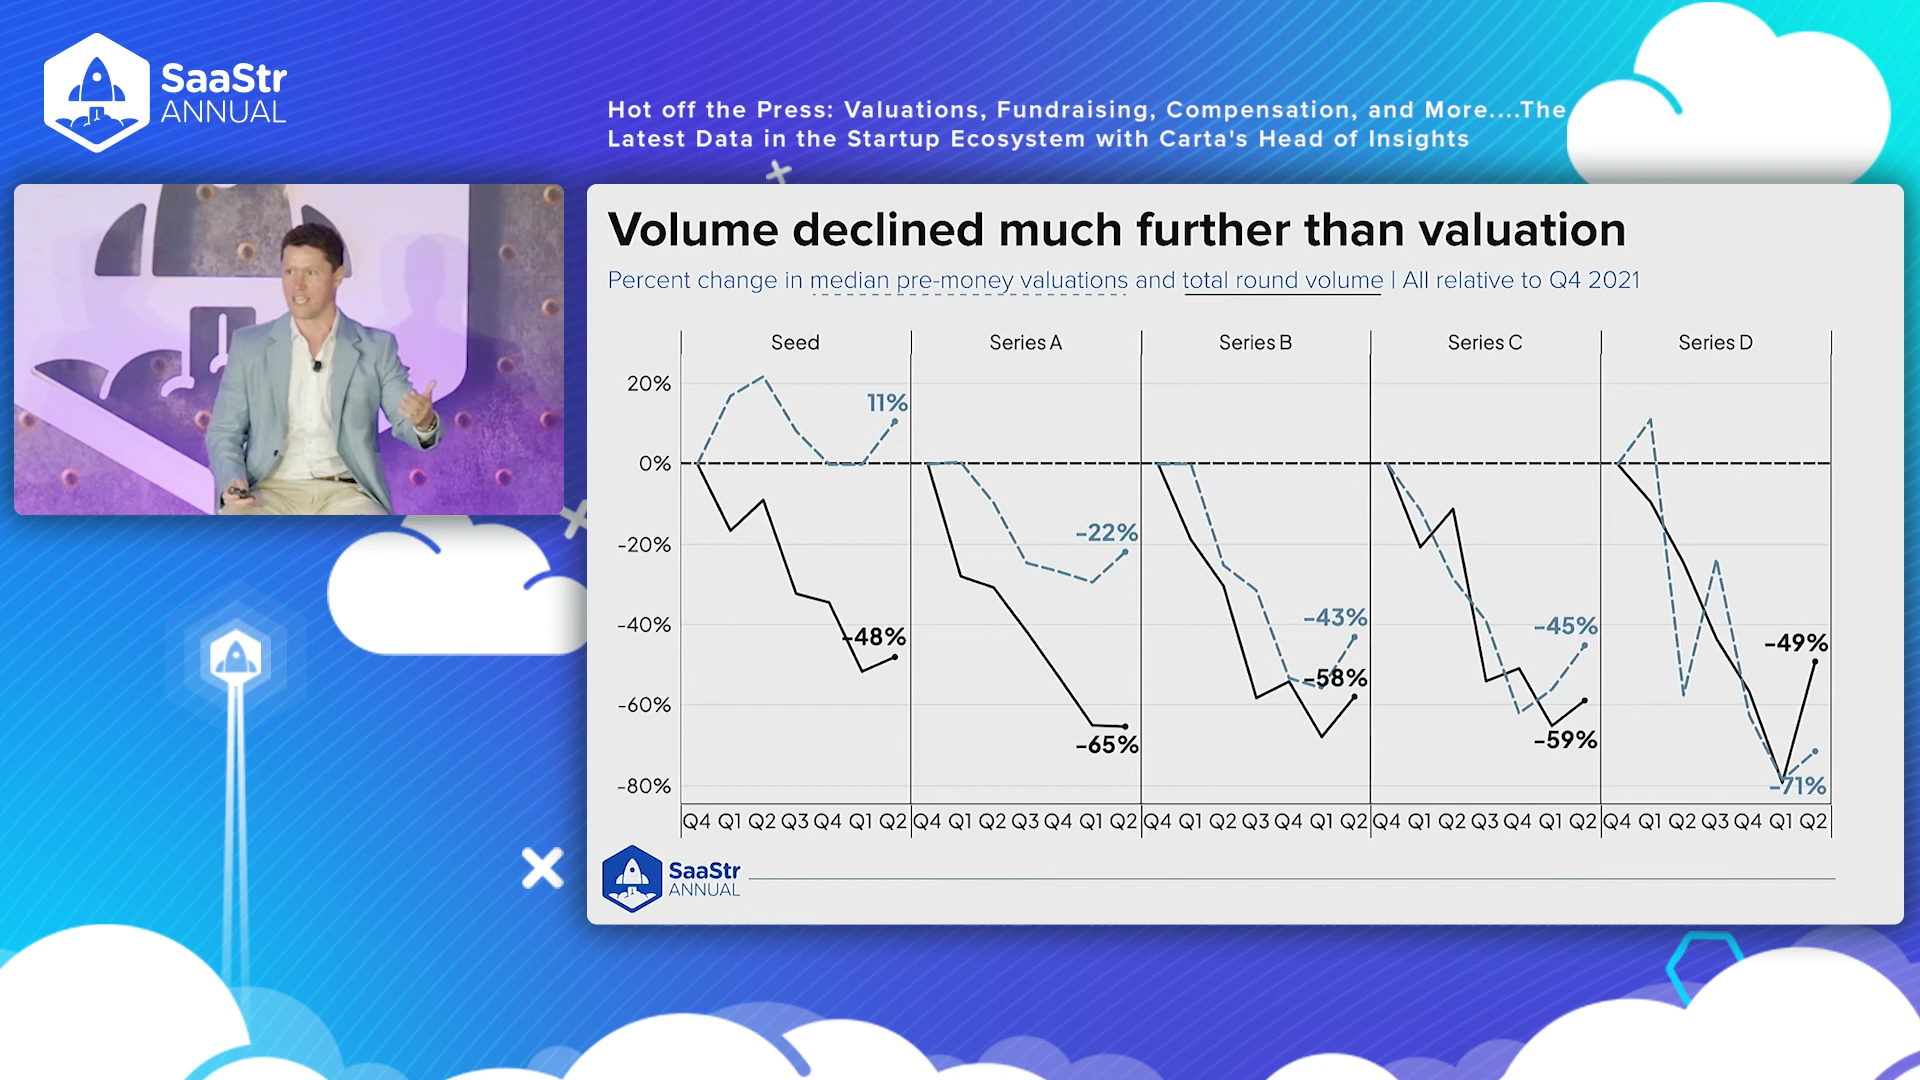 SaaStr
ANNUAL
Hot off the Press: Valuations, Fundraising, Compensation, and More....The
Latest Data in the Startup Ecosystem with Carta's Head of Insights
Volume declined much further than valuation
Percent change in median pre-money valuations and total round volume | All relative to Q4 2021
Seed Series A Series B Series C Series D
20%
0%
-20%
-40%
-60%
-80%
11%
-48%
-22%
-65%
-43%
-58%
-45%
-59%
-49%
-71%
Q4 Q1 Q2 Q3 Q4 Q1 Q2 Q4 Q1 Q2 Q3 Q4 Q1 Q2 Q4 Q1 Q2 Q3 Q4 Q1 Q2 Q4 Q1 Q2 Q3 Q4 Q1 Q2 Q4 Q1 Q2 Q3 Q4 Q1 Q2
SaaStr
ANNUAL